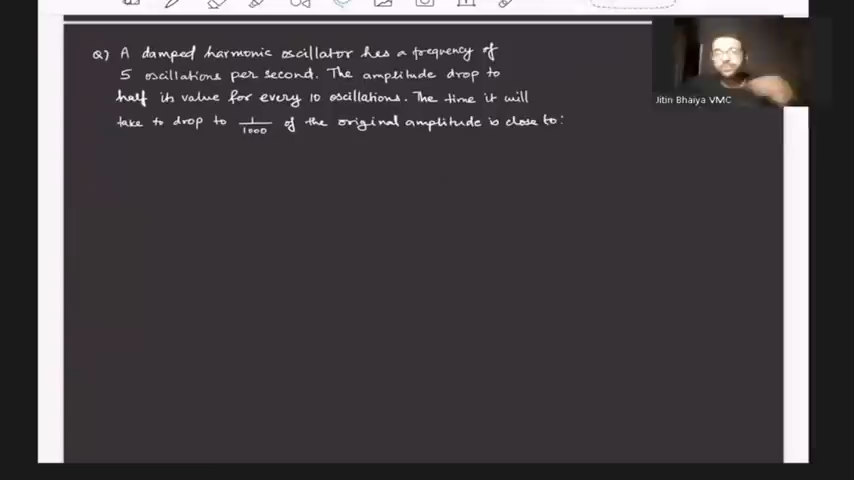 Q) A damped harmonic oscillator has a frequency of
5 oscillations per second. The amplitude drop to
half its value for every 10 oscillations. The time it will
take to drop to 1/1000 of the original amplitude is close to:
Jitin Bhaiya VMC